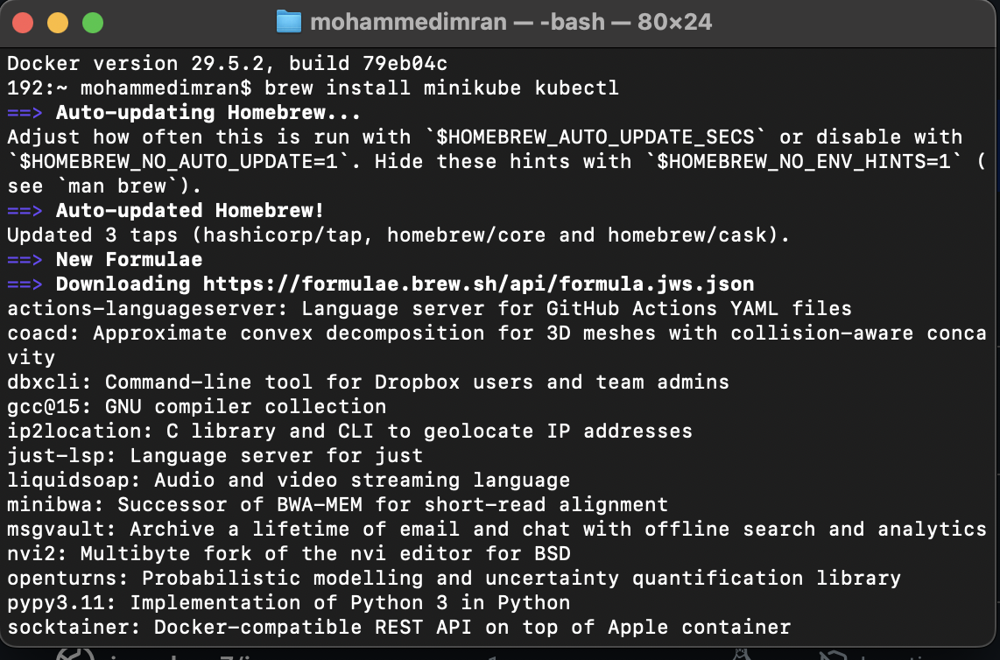 mohammedimran — -bash — 80×24
Docker version 29.5.2, build 79eb04c
192:~ mohammedimran$ brew install minikube kubectl
==> Auto-updating Homebrew...
Adjust how often this is run with `$HOMEBREW_AUTO_UPDATE_SECS` or disable with
`$HOMEBREW_NO_AUTO_UPDATE=1`. Hide these hints with `$HOMEBREW_NO_ENV_HINTS=1` (
see `man brew`).
==> Auto-updated Homebrew!
Updated 3 taps (hashicorp/tap, homebrew/core and homebrew/cask).
==> New Formulae
==> Downloading https://formulae.brew.sh/api/formula.jws.json
actions-languageserver: Language server for GitHub Actions YAML files
coacd: Approximate convex decomposition for 3D meshes with collision-aware conca
vity
dbxcli: Command-line tool for Dropbox users and team admins
gcc@15: GNU compiler collection
ip2location: C library and CLI to geolocate IP addresses
just-lsp: Language server for just
liquidsoap: Audio and video streaming language
minibwa: Successor of BWA-MEM for short-read alignment
msgvault: Archive a lifetime of email and chat with offline search and analytics
nvi2: Multibyte fork of the nvi editor for BSD
openturns: Probabilistic modelling and uncertainty quantification library
pypy3.11: Implementation of Python 3 in Python
socktainer: Docker-compatible REST API on top of Apple container